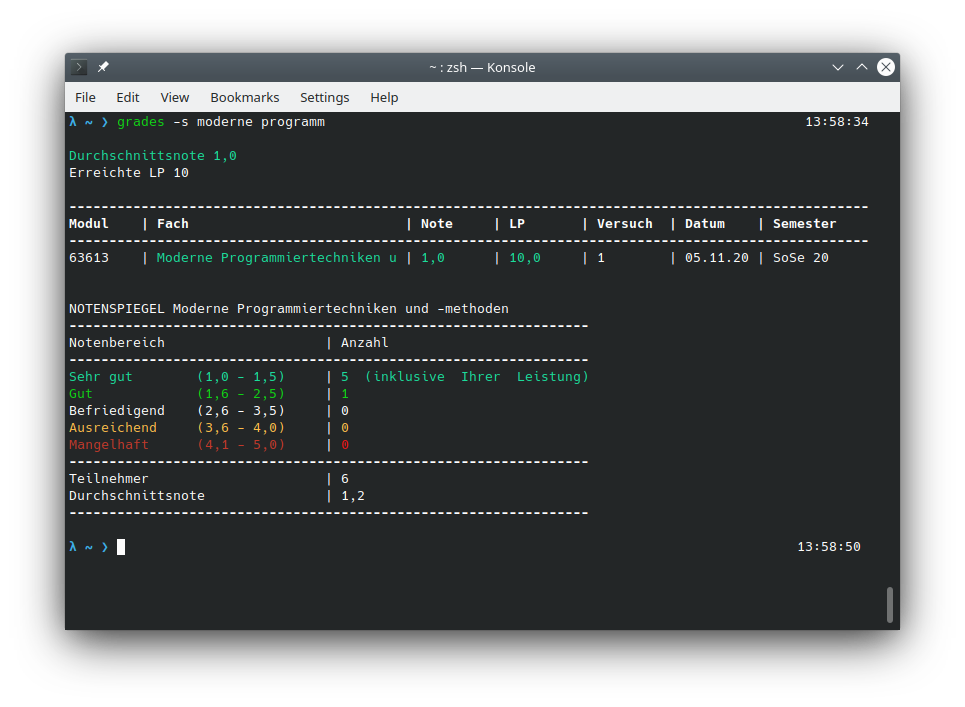 ~ : zsh — Konsole
File Edit View Bookmarks Settings Help
λ ~ ❯ grades -s moderne programm 13:58:34
Durchschnittsnote 1,0
Erreichte LP 10
----------------------------------------------------------------------------------------------------
Modul | Fach | Note | LP | Versuch | Datum | Semester
----------------------------------------------------------------------------------------------------
63613 | Moderne Programmiertechniken u | 1,0 | 10,0 | 1 | 05.11.20 | SoSe 20
NOTENSPIEGEL Moderne Programmiertechniken und -methoden
-----------------------------------------------------------------
Notenbereich | Anzahl
-----------------------------------------------------------------
Sehr gut (1,0 - 1,5) | 5 (inklusive Ihrer Leistung)
Gut (1,6 - 2,5) | 1
Befriedigend (2,6 - 3,5) | 0
Ausreichend (3,6 - 4,0) | 0
Mangelhaft (4,1 - 5,0) | 0
-----------------------------------------------------------------
Teilnehmer | 6
Durchschnittsnote | 1,2
-----------------------------------------------------------------
λ ~ ❯ 13:58:50